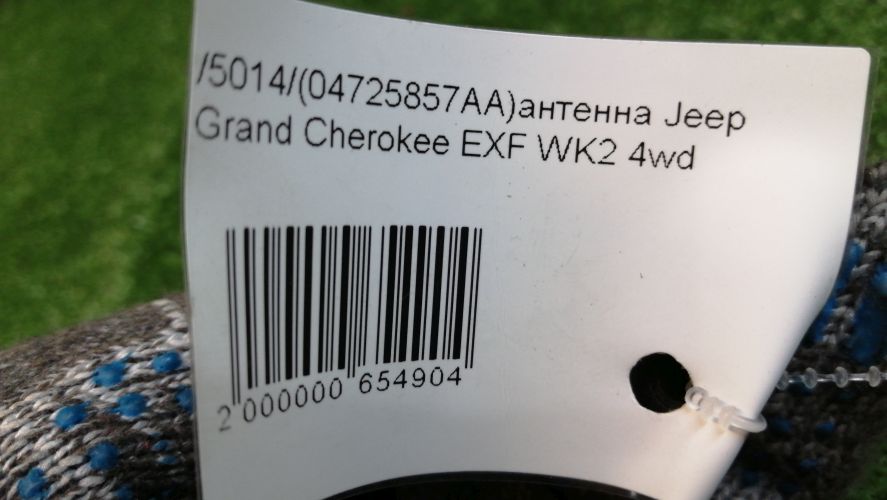 /5014/(04725857AA)антенна Jeep
Grand Cherokee EXF WK2 4wd
2 000000 654904